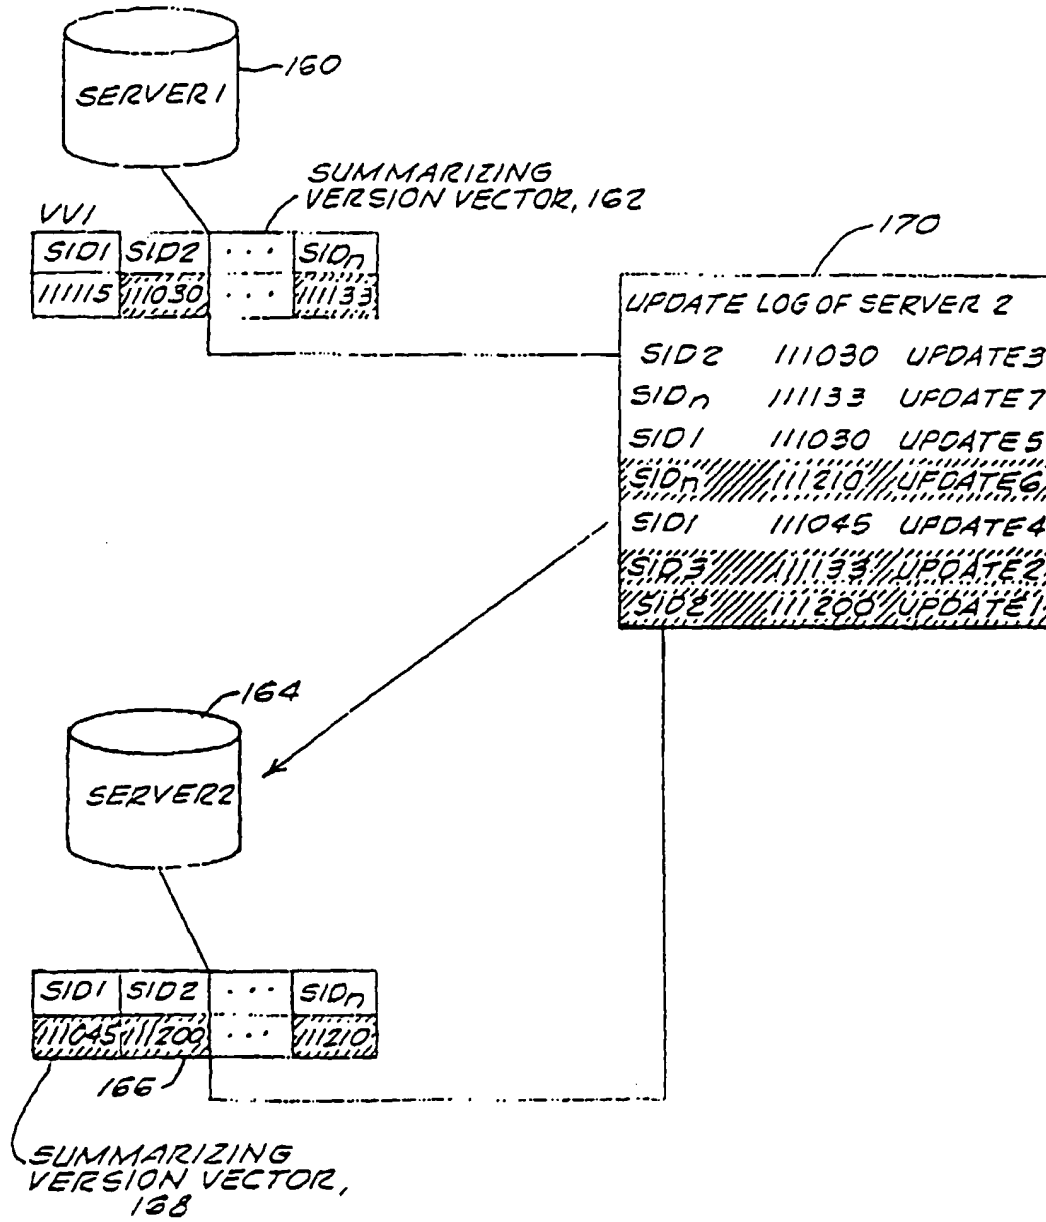 160
SERVER1
SUMMARIZING
VERSION VECTOR, 162
VV1
SID1 SID2 ... SIDn
111115 111030 ... 111133
170
UPDATE LOG OF SERVER 2
SID2 111030 UPDATE3
SIDn 111133 UPDATE7
SID1 111030 UPDATE5
SIDn 111210 UPDATE6
SID1 111045 UPDATE4
SID3 111133 UPDATE2
SID2 111200 UPDATE1
164
SERVER2
SID1 SID2 ... SIDn
111045 111200 ... 111210
166
SUMMARIZING
VERSION VECTOR,
168